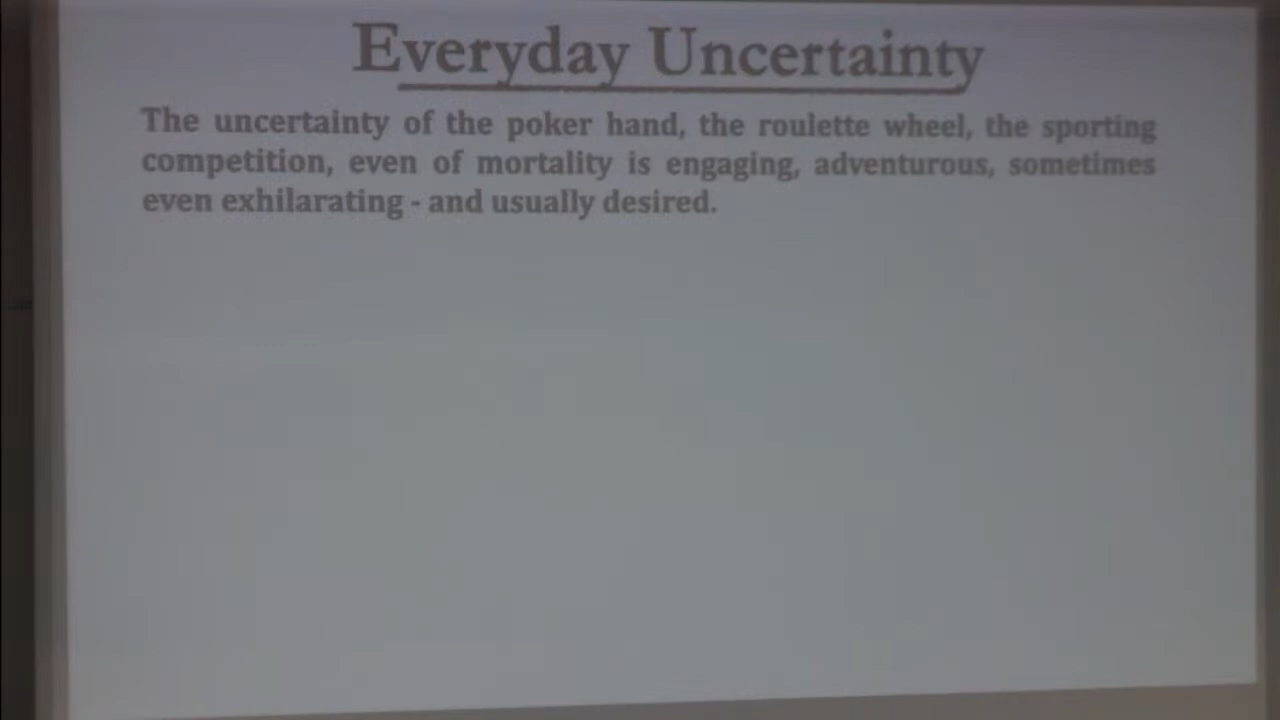 Everyday Uncertainty
The uncertainty of the poker hand, the roulette wheel, the sporting
competition, even of mortality is engaging, adventurous, sometimes
even exhilarating - and usually desired.